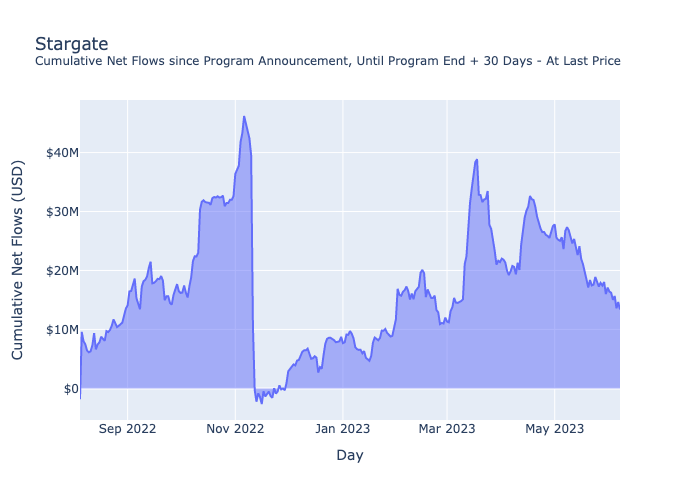 Stargate
Cumulative Net Flows since Program Announcement, Until Program End + 30 Days - At Last Price
Cumulative Net Flows (USD)
$40M
$30M
$20M
$10M
$0
Sep 2022
Nov 2022
Jan 2023
Mar 2023
May 2023
Day